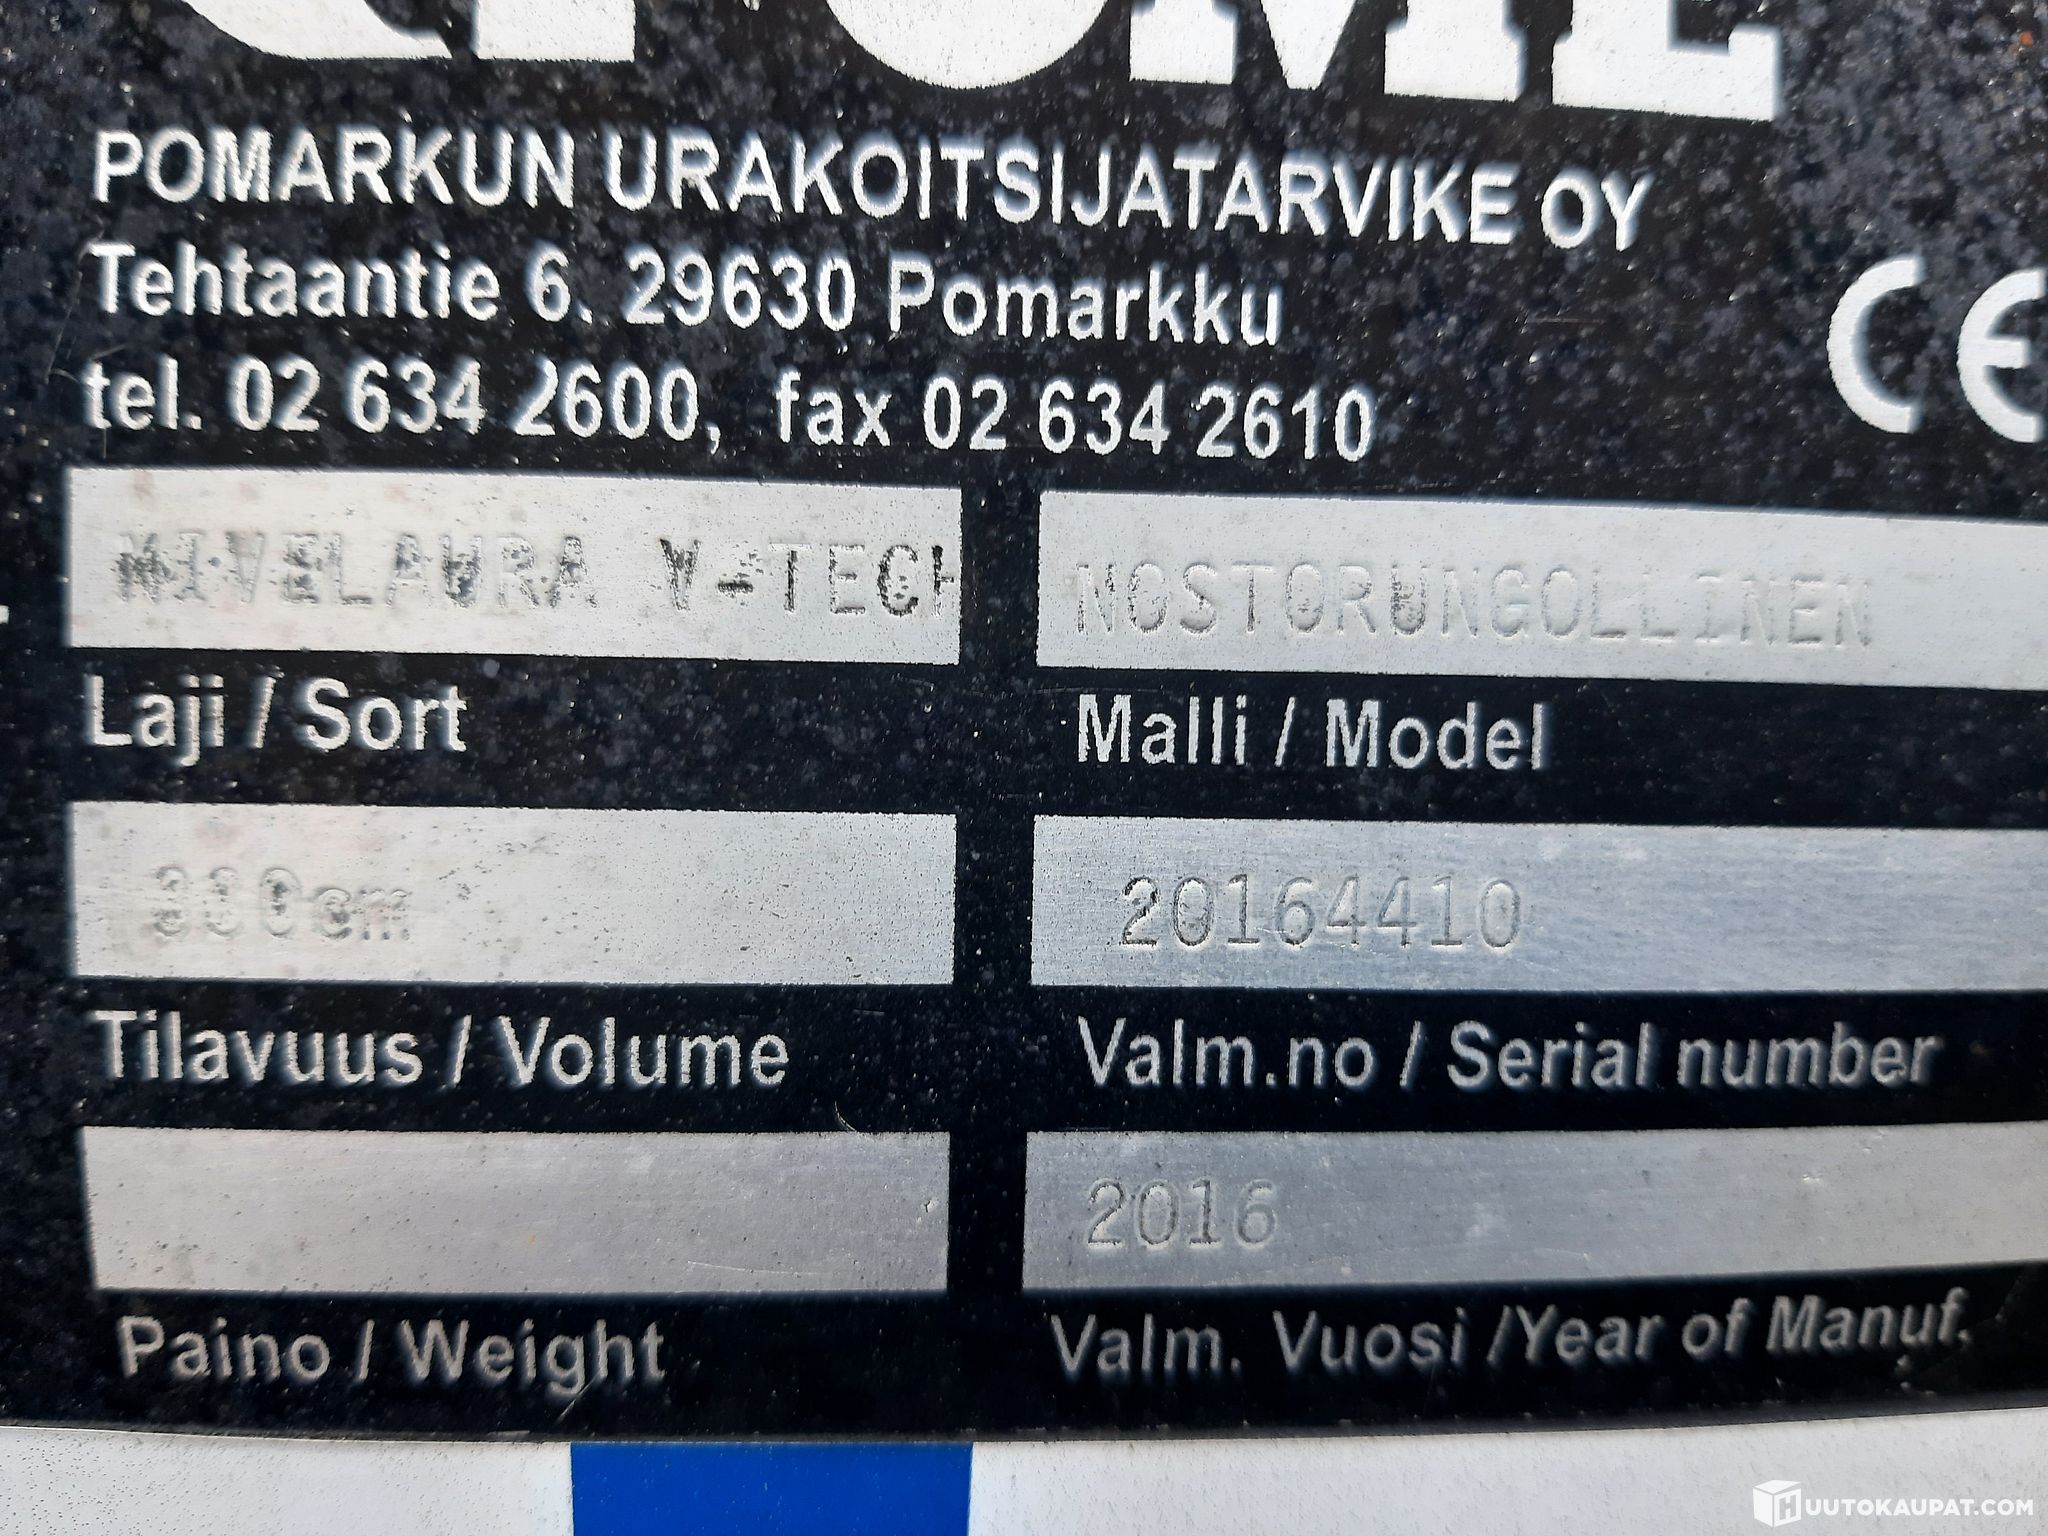 POMARKUN URAKOITSIJATARVIKE OY
Tehtaantie 6. 29630 Pomarkku
tel. 02 634 2600, fax 02 634 2610
CE
NIVELAURA V-TECH NOSTORUNGOLLINEN
Laji / Sort Malli / Model
330cm 20164410
Tilavuus / Volume Valm.no / Serial number
2016
Paino / Weight Valm. Vuosi /Year of Manuf.
HUUTOKAUPAT.COM